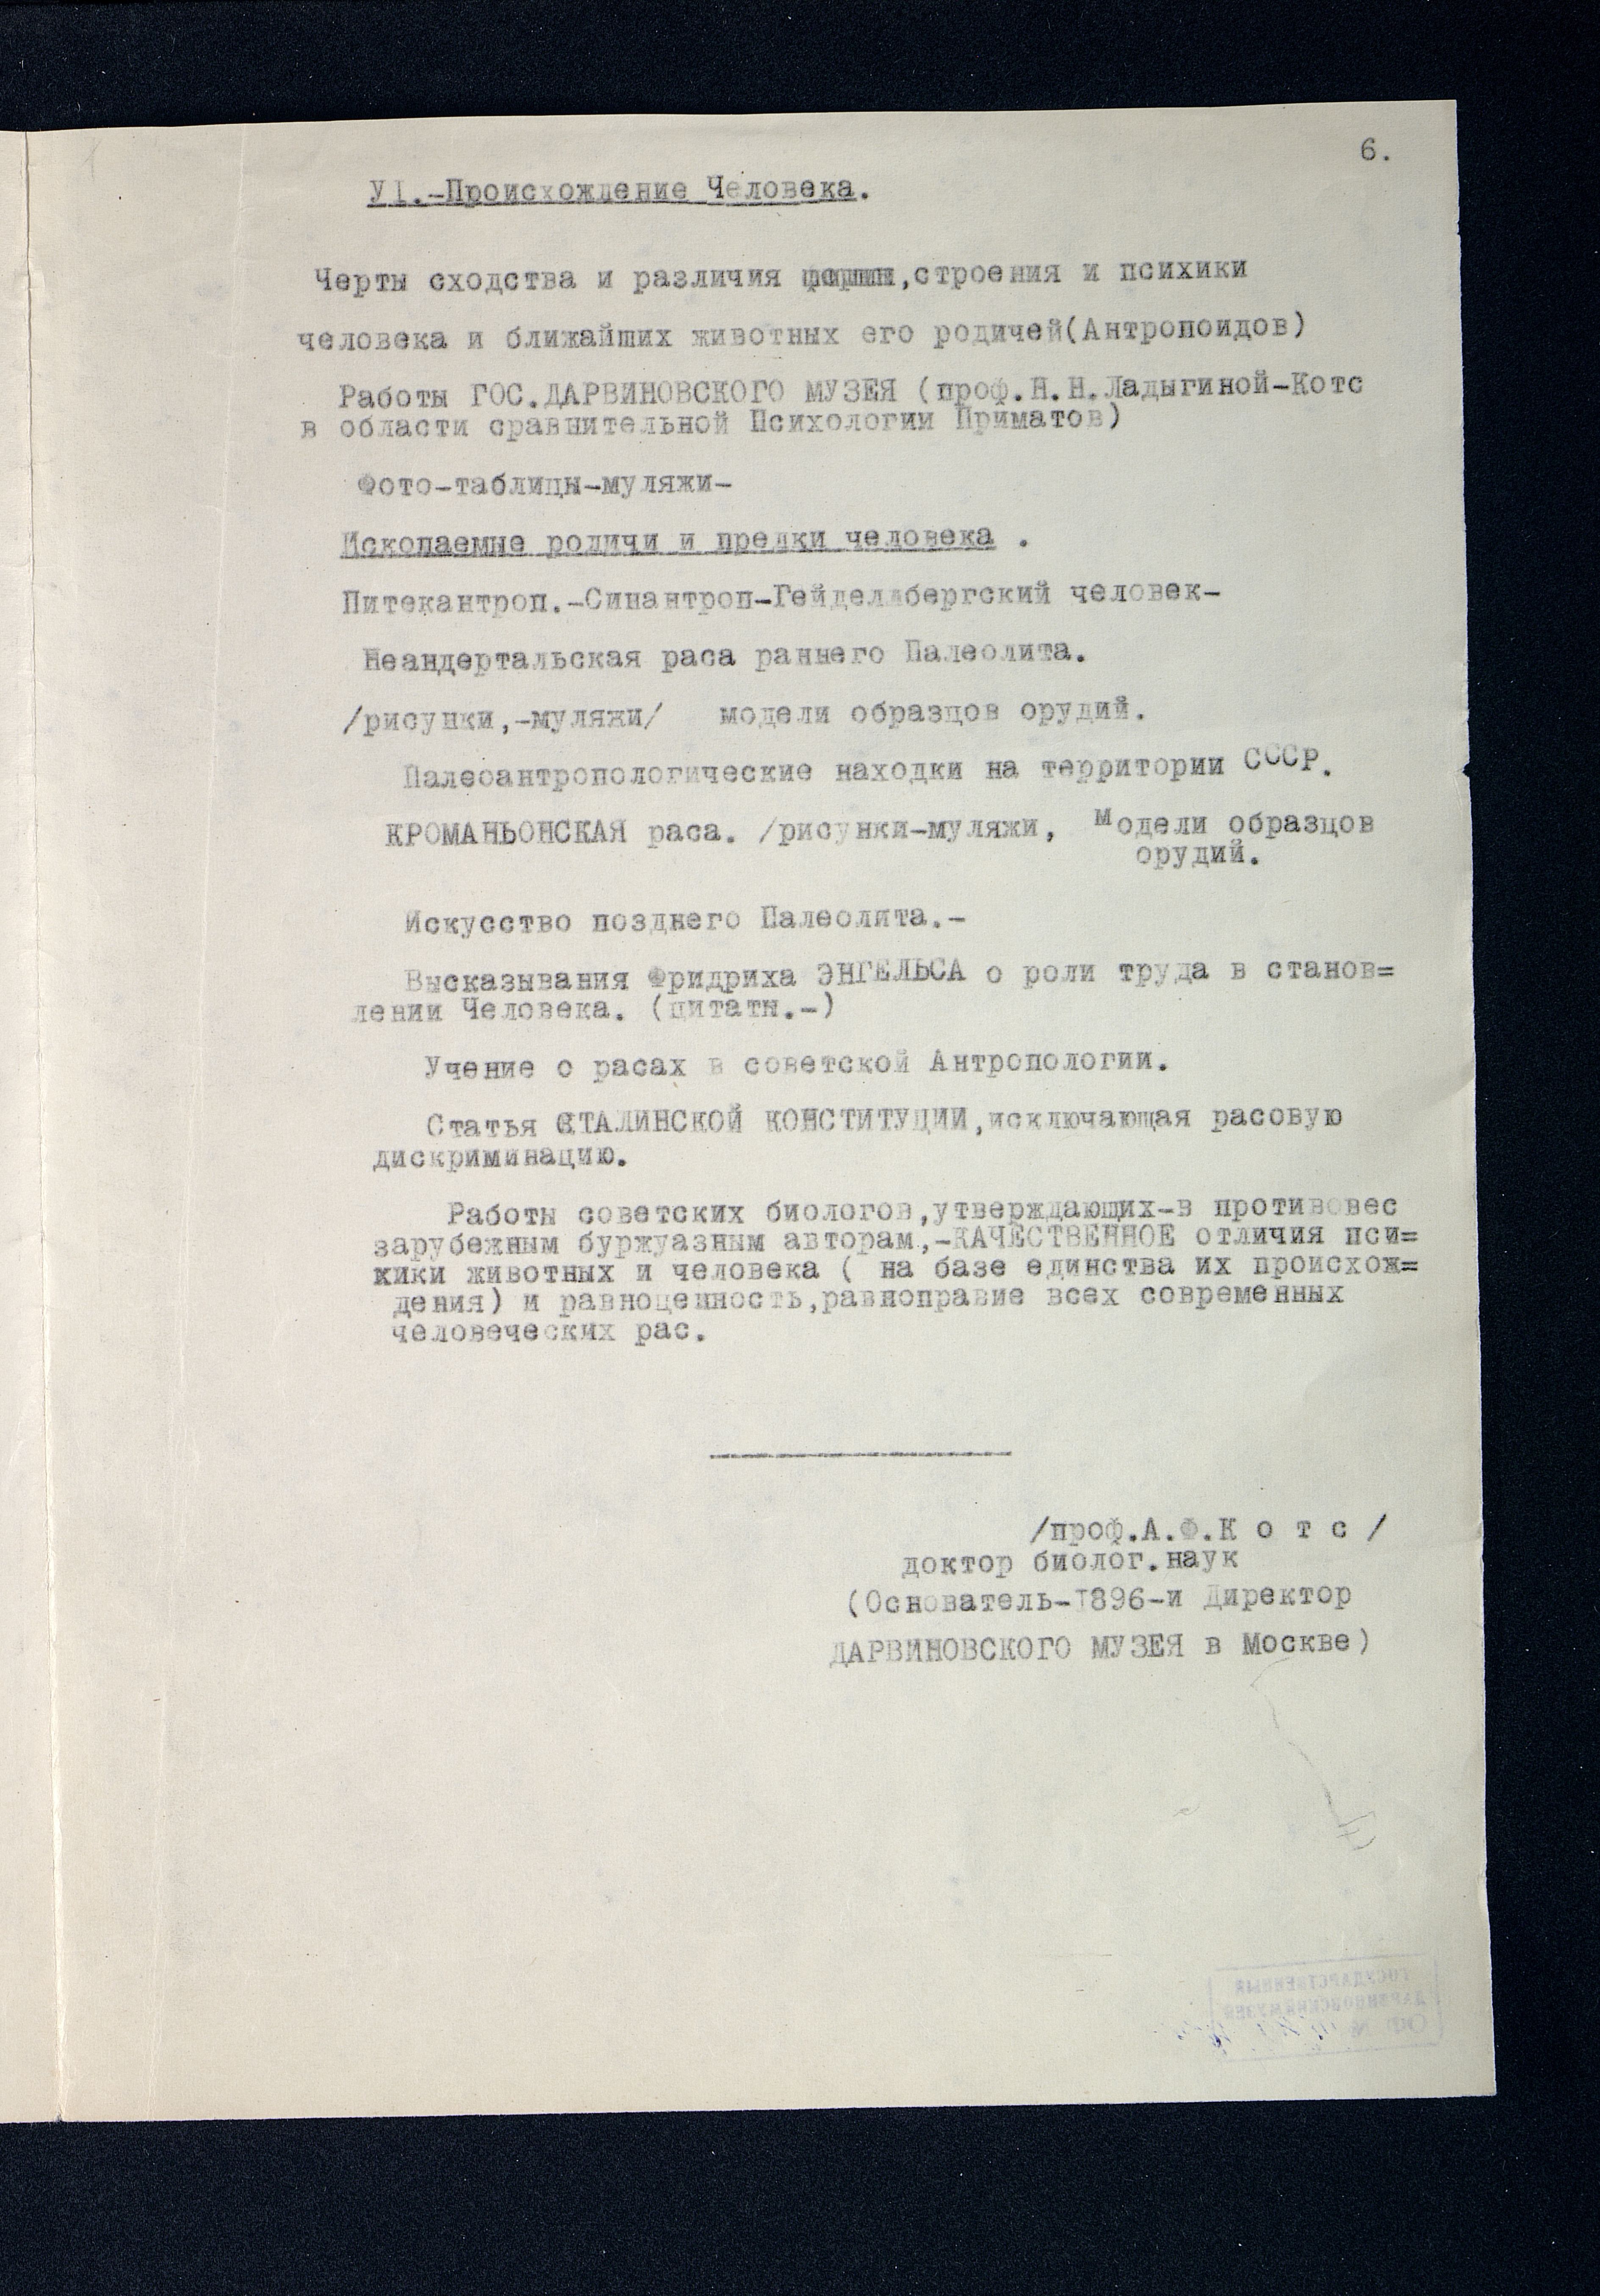 6.
УI.-Происхождение Человека.
Черты сходства и различия ,строения и психики
человека и ближайших животных его родичей(Антропоидов)
Работы ГОС.ДАРВИНОВСКОГО МУЗЕЯ (проф.Н.Н.Ладыгиной-Котс
в области сравнительной Психологии Приматов)
Фото-таблицы-муляжи-
Ископаемые родичи и предки человека .
Питекантроп.-Синантроп-Гейдельбергский человек-
Неандертальская раса раннего Палеолита.
/рисунки,-муляжи/ модели образцов орудий.
Палеоантропологические находки на территории СССР.
КРОМАНЬОНСКАЯ раса. /рисунки-муляжи, модели образцов
орудий.
Искусство позднего Палеолита.-
Высказывания Фридриха ЭНГЕЛЬСА о роли труда в станов=
лении Человека. (цитаты.-)
Учение о расах в советской Антропологии.
Статья СТАЛИНСКОЙ КОНСТИТУЦИИ,исключающая расовую
дискриминацию.
Работы советских биологов,утверждающих-в противовес
зарубежным буржуазным авторам,-КАЧЕСТВЕННОЕ отличия пси=
хики животных и человека ( на базе единства их происхож=
дения) и равноценность,равноправие всех современных
человеческих рас.
/проф.А.Ф.К о т с /
доктор биолог.наук
(Основатель-1896-и Директор
ДАРВИНОВСКОГО МУЗЕЯ в Москве)
ГОСУДАРСТВЕННЫЙ
ДАРВИНОВСКИЙ МУЗЕЙ